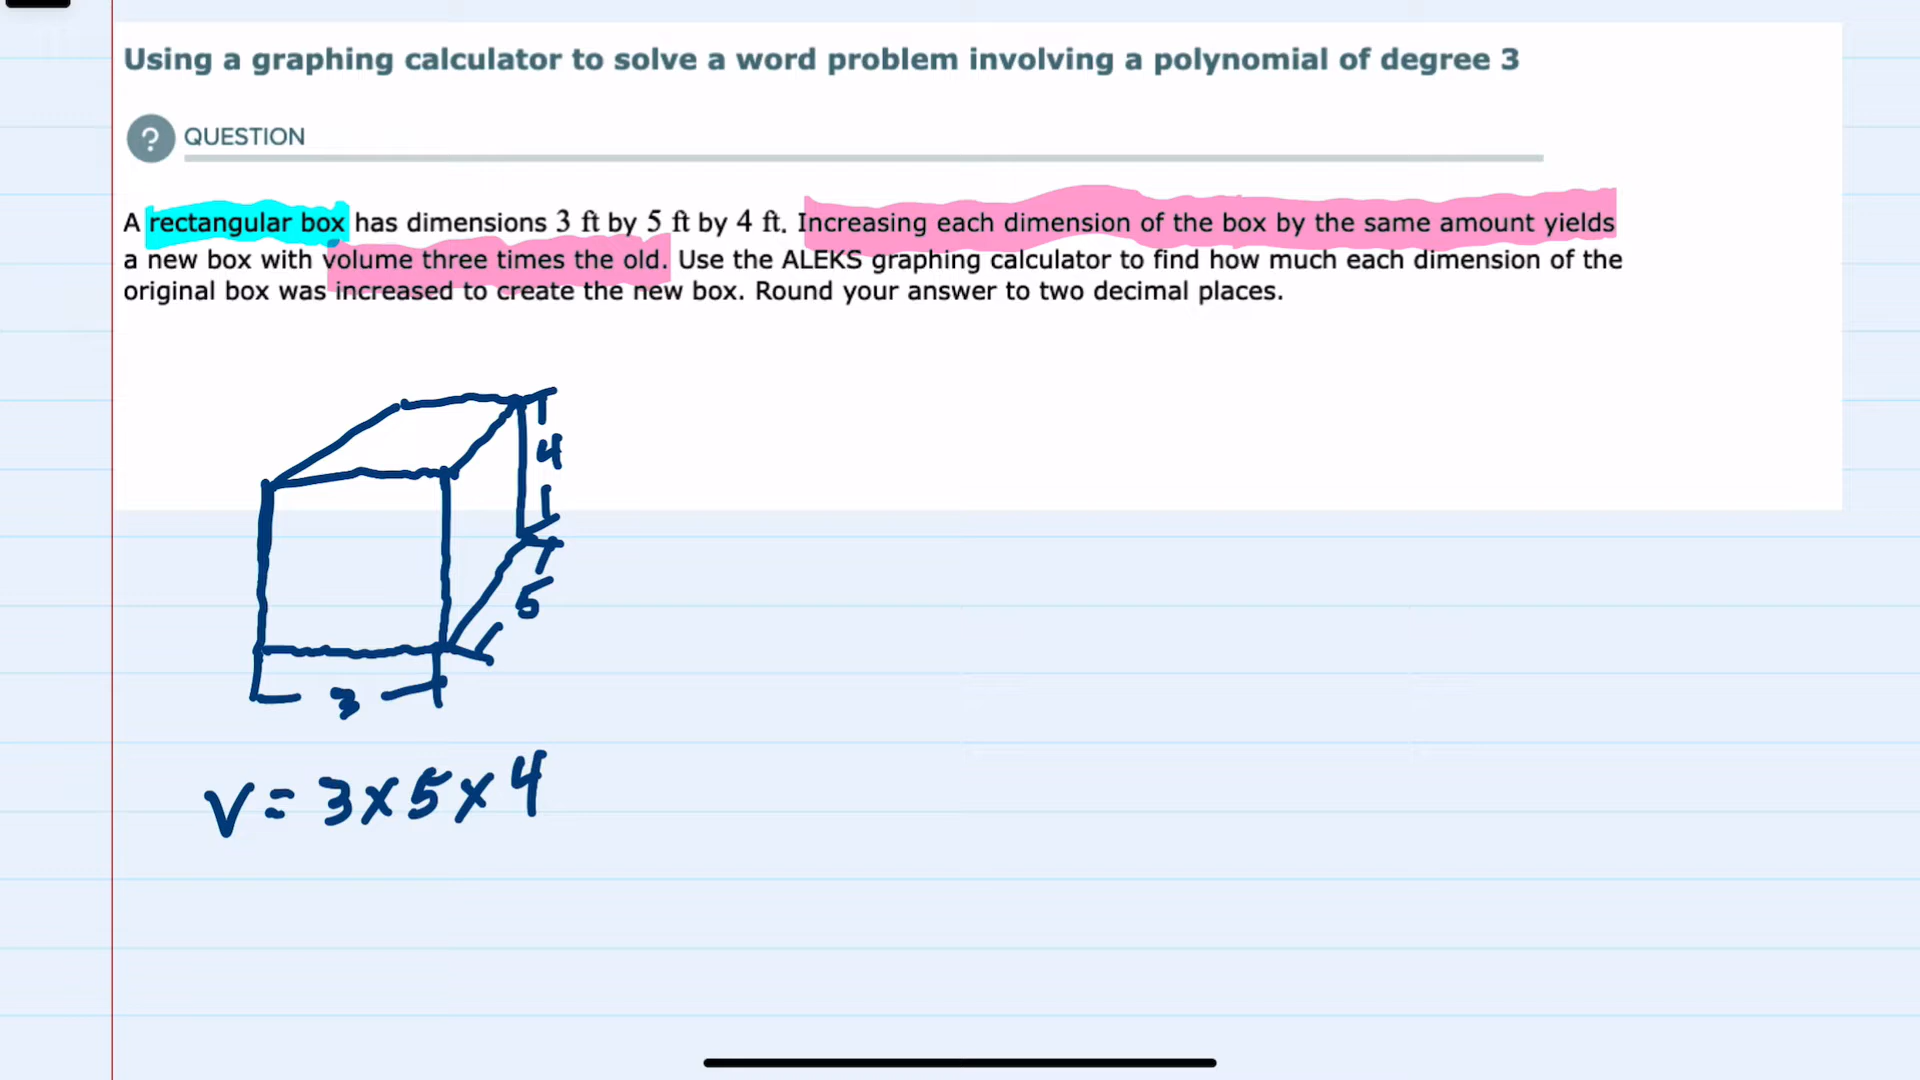 Using a graphing calculator to solve a word problem involving a polynomial of degree 3
? QUESTION
A rectangular box has dimensions 3 ft by 5 ft by 4 ft. Increasing each dimension of the box by the same amount yields
a new box with volume three times the old. Use the ALEKS graphing calculator to find how much each dimension of the
original box was increased to create the new box. Round your answer to two decimal places.
4
5
3
V = 3 x 5 x 4